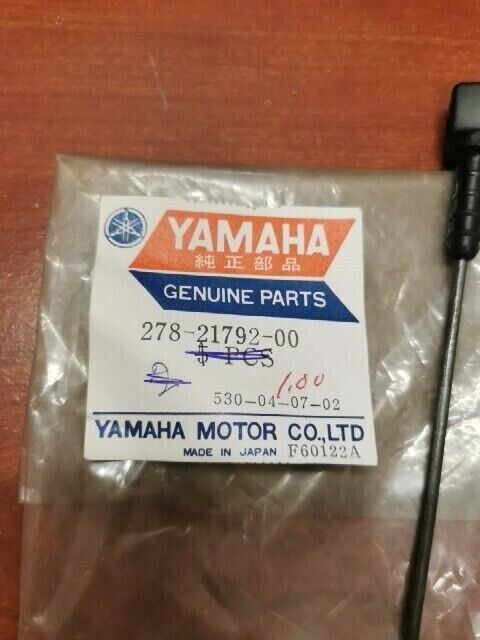 YAMAHA
純正部品
GENUINE PARTS
278-21792-00
PCS
1.00
530-04-07-02
YAMAHA MOTOR CO.,LTD
MADE IN JAPAN F60122A